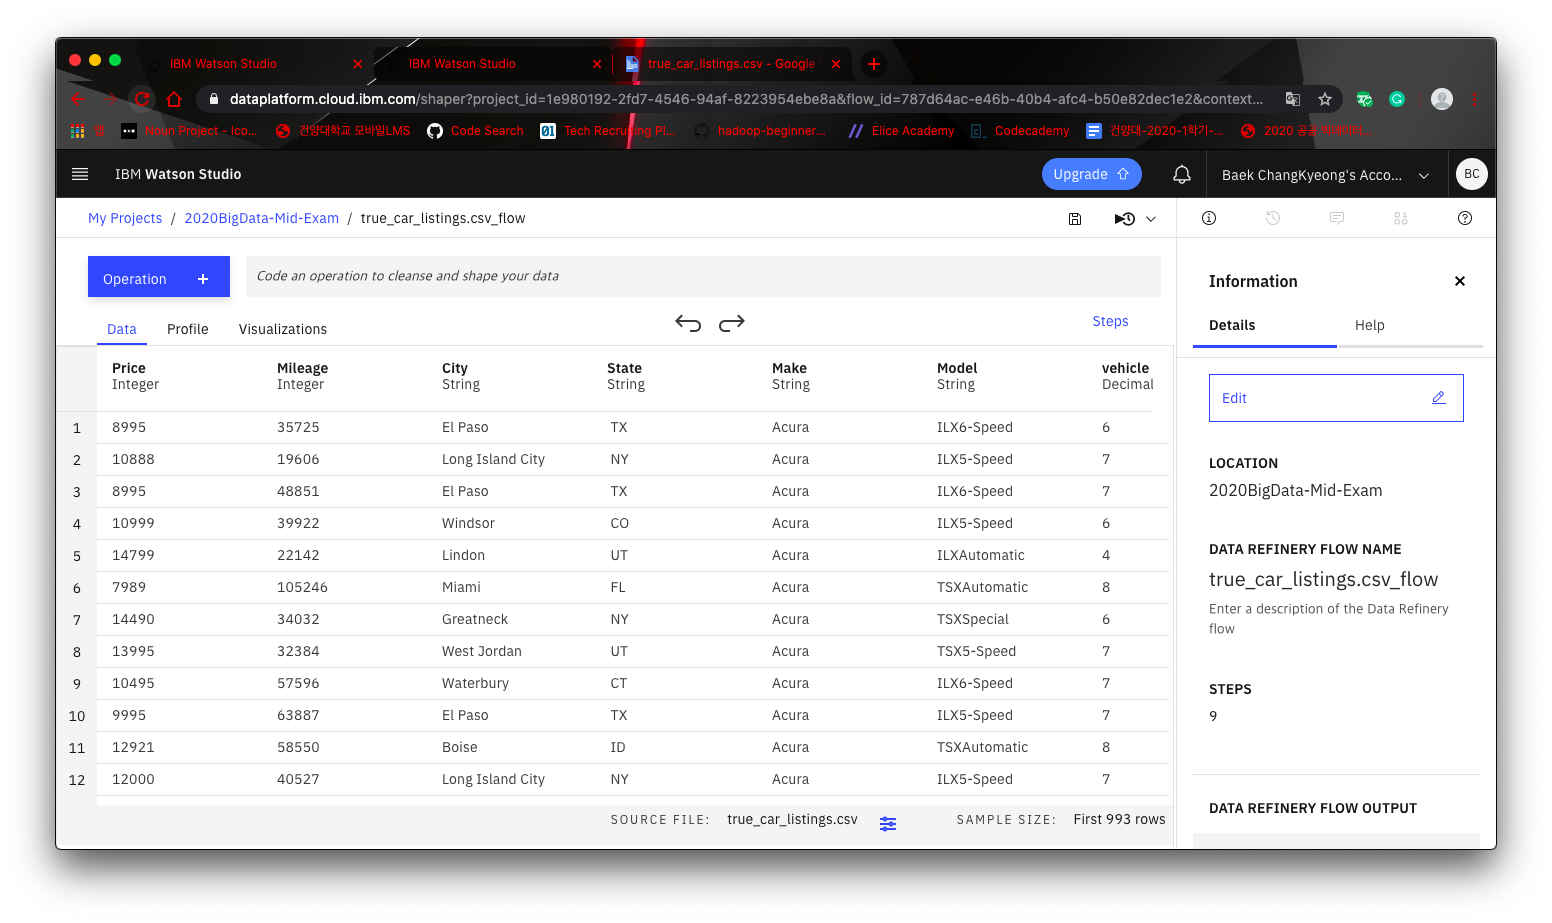 IBM Watson Studio
IBM Watson Studio
true_car_listings.csv - Google
dataplatform.cloud.ibm.com/shaper?project_id=1e980192-2fd7-4546-94af-8223954ebe8a&flow_id=787d64ac-e46b-40b4-afc4-b50e82dec1e2&context...
앱 Noun Project - Ico... 건양대학교 모바일LMS Code Search 01 Tech Recruiting Pl... hadoop-beginner... Elice Academy Codecademy 건양대-2020-1학기-... 2020 공공 빅데이터...
IBM Watson Studio
Upgrade
Baek ChangKyeong's Acco...
BC
My Projects / 2020BigData-Mid-Exam / true_car_listings.csv_flow
Operation +
Code an operation to cleanse and shape your data
Data Profile Visualizations
Steps
Price Mileage City State Make Model vehicle
Integer Integer String String String String Decimal
1 8995 35725 El Paso TX Acura ILX6-Speed 6
2 10888 19606 Long Island City NY Acura ILX5-Speed 7
3 8995 48851 El Paso TX Acura ILX6-Speed 7
4 10999 39922 Windsor CO Acura ILX5-Speed 6
5 14799 22142 Lindon UT Acura ILXAutomatic 4
6 7989 105246 Miami FL Acura TSXAutomatic 8
7 14490 34032 Greatneck NY Acura TSXSpecial 6
8 13995 32384 West Jordan UT Acura TSX5-Speed 7
9 10495 57596 Waterbury CT Acura ILX6-Speed 7
10 9995 63887 El Paso TX Acura ILX5-Speed 7
11 12921 58550 Boise ID Acura TSXAutomatic 8
12 12000 40527 Long Island City NY Acura ILX5-Speed 7
SOURCE FILE: true_car_listings.csv
SAMPLE SIZE: First 993 rows
Information
Details Help
Edit
LOCATION
2020BigData-Mid-Exam
DATA REFINERY FLOW NAME
true_car_listings.csv_flow
Enter a description of the Data Refinery
flow
STEPS
9
DATA REFINERY FLOW OUTPUT